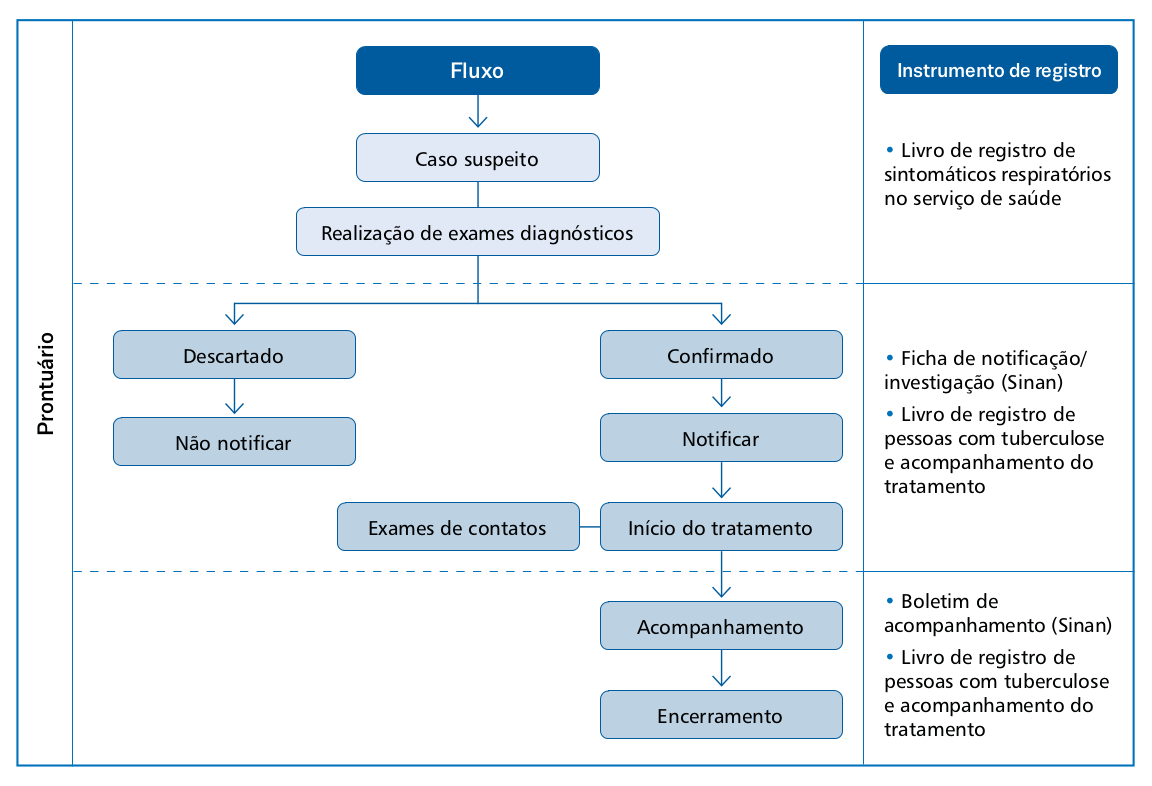 Prontuário
Fluxo
Caso suspeito
Realização de exames diagnósticos
Descartado
Não notificar
Confirmado
Notificar
Exames de contatos
Início do tratamento
Acompanhamento
Encerramento
Instrumento de registro
• Livro de registro de
sintomáticos respiratórios
no serviço de saúde
• Ficha de notificação/
investigação (Sinan)
• Livro de registro de
pessoas com tuberculose
e acompanhamento do
tratamento
• Boletim de
acompanhamento (Sinan)
• Livro de registro de
pessoas com tuberculose
e acompanhamento do
tratamento